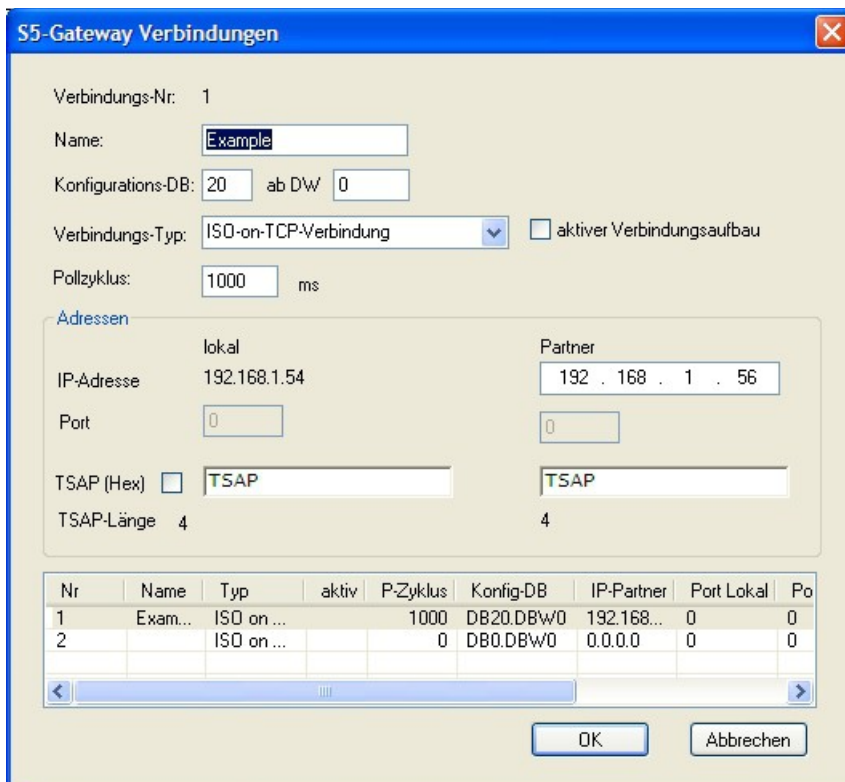 S5-Gateway Verbindungen
Verbindungs-Nr: 1
Name: Example
Konfigurations-DB: 20 ab DW 0
Verbindungs-Typ: ISO-on-TCP-Verbindung aktiver Verbindungsaufbau
Pollzyklus: 1000 ms
Adressen
lokal Partner
IP-Adresse 192.168.1.54 192 . 168 . 1 . 56
Port 0 0
TSAP (Hex) TSAP TSAP
TSAP-Länge 4 4
Nr Name Typ aktiv P-Zyklus Konfig-DB IP-Partner Port Lokal Po
1 Exam... ISO on ... 1000 DB20.DBW0 192.168... 0 0
2 ISO on ... 0 DB0.DBW0 0.0.0.0 0 0
OK Abbrechen